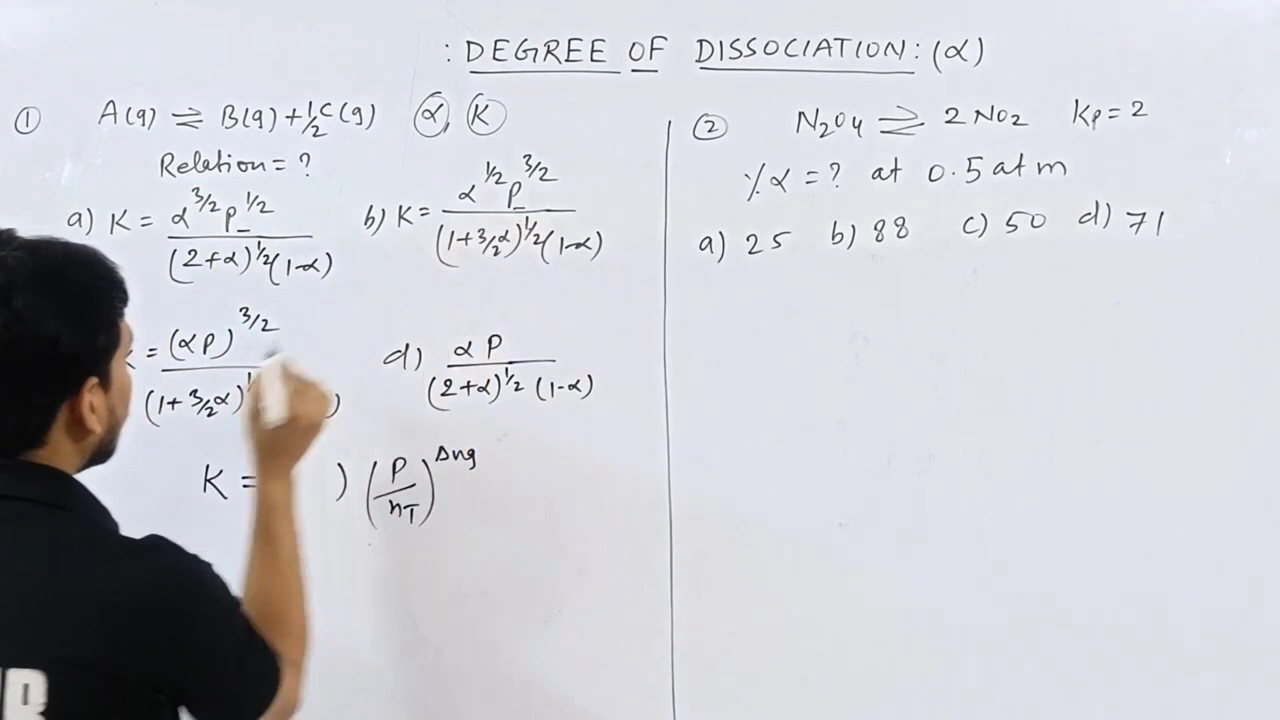 : DEGREE OF DISSOCIATION: (α)
① A(g) ⇌ B(g) + 1/2 C(g) α, K
Relation = ?
a) K = α^3/2 P^1/2 / (2+α)^1/2 (1-α)
b) K = α^1/2 P^3/2 / (1+3/2α)^1/2 (1-α)
= (αP)^3/2 / (1+3/2α)
d) αP / (2+α)^1/2 (1-α)
K = ) (P/nT)^Δng
② N2O4 ⇌ 2NO2 Kp = 2
% α = ? at 0.5 atm
a) 25 b) 88 c) 50 d) 71